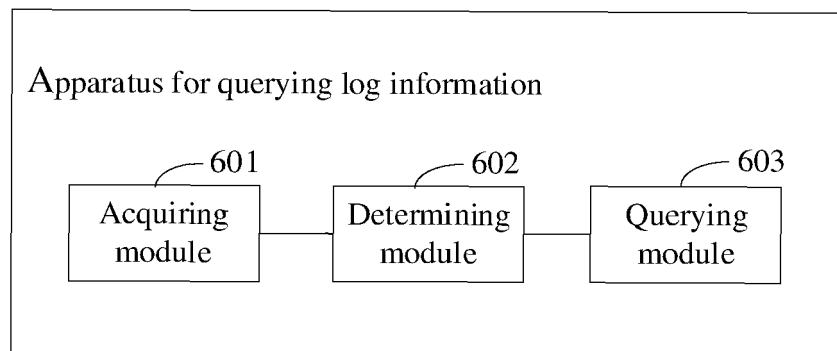 Apparatus for querying log information
601
602
603
Acquiring
module
Determining
module
Querying
module